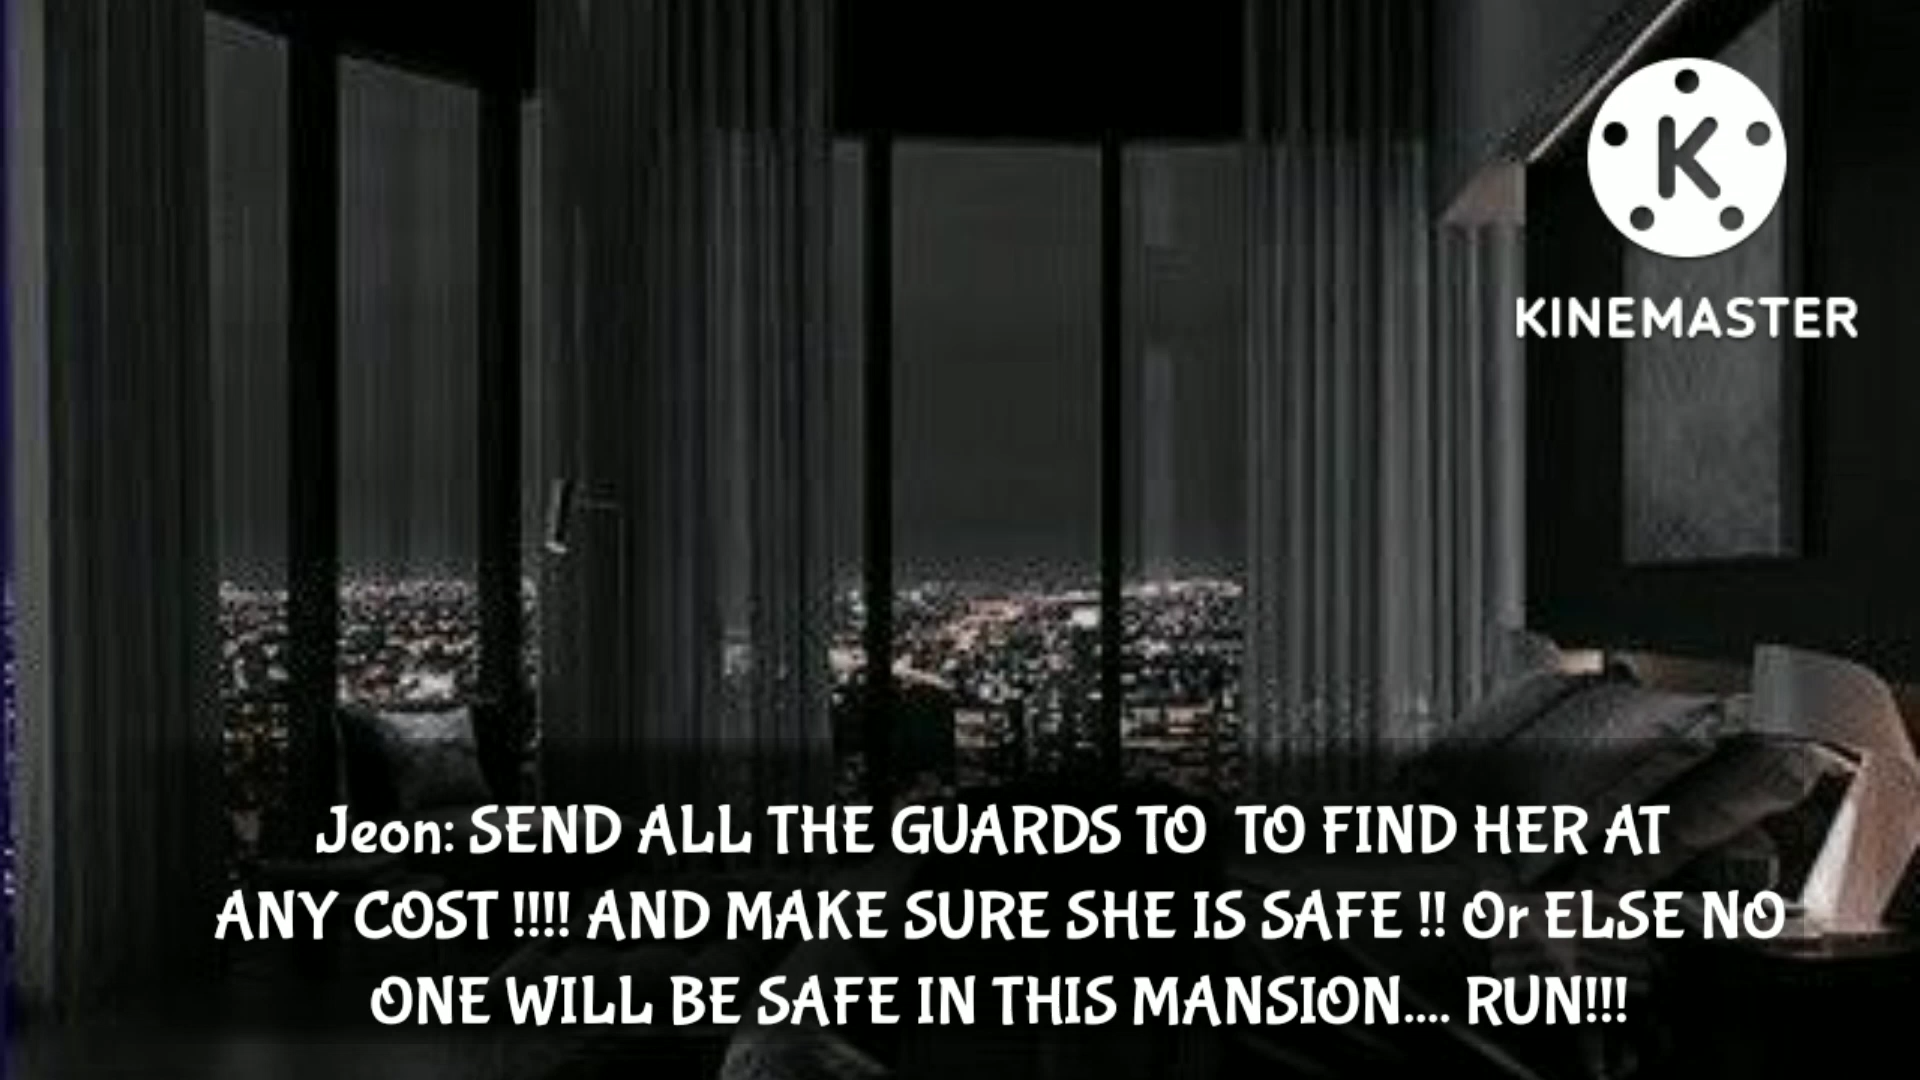 K
KINEMASTER
Jeon: SEND ALL THE GUARDS TO TO FIND HER AT
ANY COST !!!! AND MAKE SURE SHE IS SAFE !! Or ELSE NO
ONE WILL BE SAFE IN THIS MANSION.... RUN!!!